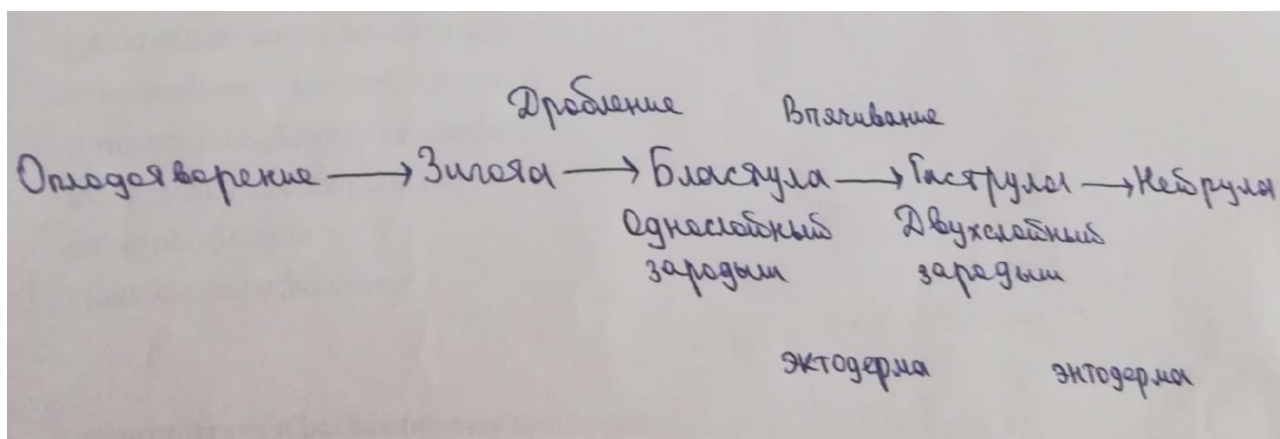 Дробление Впячивание
Оплодотворение → Зигота → Бластула → Гаструла → Нейрула
Однослойный Двухслойный
зародыш зародыш
эктодерма энтодерма